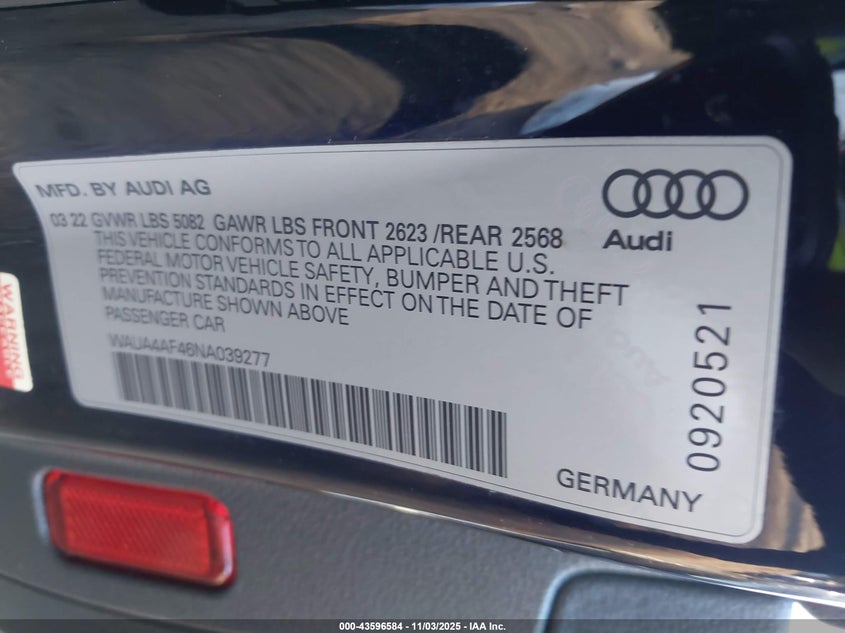 MFD. BY AUDI AG
03 22 GVWR LBS 5082 GAWR LBS FRONT 2623 /REAR 2568
THIS VEHICLE CONFORMS TO ALL APPLICABLE U.S.
FEDERAL MOTOR VEHICLE SAFETY, BUMPER AND THEFT
PREVENTION STANDARDS IN EFFECT ON THE DATE OF
MANUFACTURE SHOWN ABOVE
PASSENGER CAR
WAUA4AF46NA039277
Audi
0920521
GERMANY
WARNING
000-43596584 - 11/03/2025 - IAA Inc.